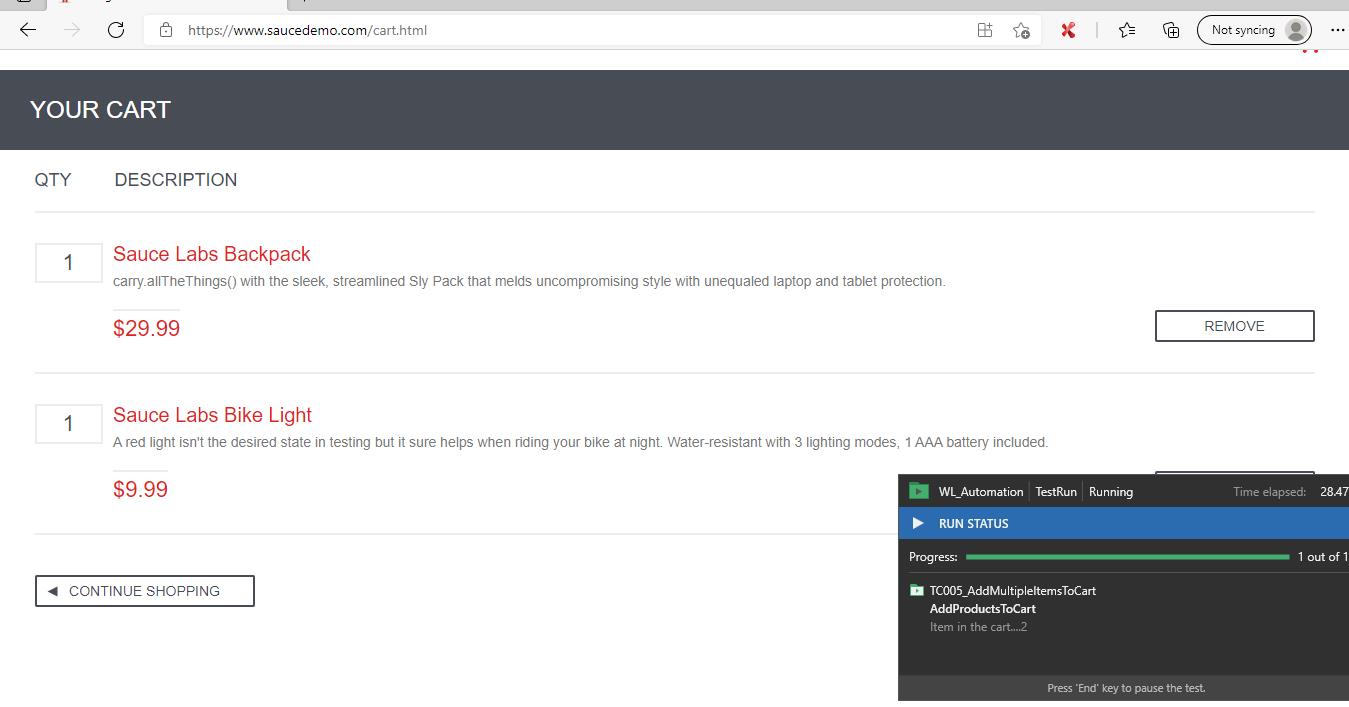 https://www.saucedemo.com/cart.html
Not syncing
YOUR CART
QTY DESCRIPTION
1 Sauce Labs Backpack
carry.allTheThings() with the sleek, streamlined Sly Pack that melds uncompromising style with unequaled laptop and tablet protection.
$29.99
REMOVE
1 Sauce Labs Bike Light
A red light isn't the desired state in testing but it sure helps when riding your bike at night. Water-resistant with 3 lighting modes, 1 AAA battery included.
$9.99
CONTINUE SHOPPING
WL_Automation TestRun Running Time elapsed: 28.47
RUN STATUS
Progress: 1 out of 1
TC005_AddMultipleItemsToCart
AddProductsToCart
Item in the cart....2
Press 'End' key to pause the test.